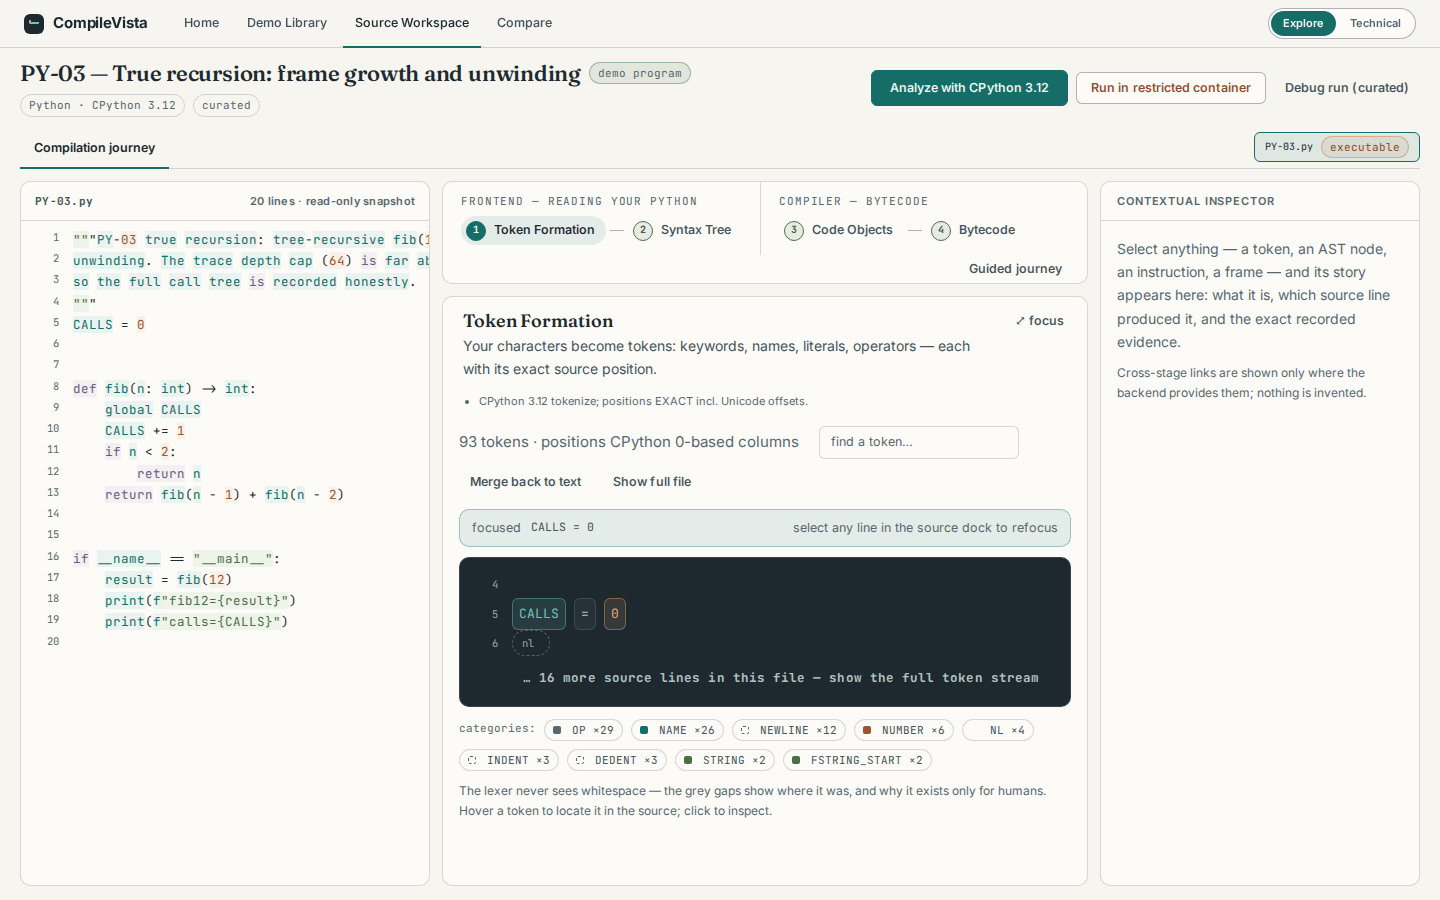 CompileVista
Home
Demo Library
Source Workspace
Compare
Explore
Technical
PY-03 — True recursion: frame growth and unwinding
demo program
Python · CPython 3.12
curated
Analyze with CPython 3.12
Run in restricted container
Debug run (curated)
Compilation journey
PY-03.py
executable
PY-03.py
20 lines · read-only snapshot
1 """PY-03 true recursion: tree-recursive fib(1
2 unwinding. The trace depth cap (64) is far ab
3 so the full call tree is recorded honestly.
4 """
5 CALLS = 0
6
7
8 def fib(n: int) -> int:
9 global CALLS
10 CALLS += 1
11 if n < 2:
12 return n
13 return fib(n - 1) + fib(n - 2)
14
15
16 if __name__ == "__main__":
17 result = fib(12)
18 print(f"fib12={result}")
19 print(f"calls={CALLS}")
20
FRONTEND — READING YOUR PYTHON
1 Token Formation
2 Syntax Tree
COMPILER — BYTECODE
3 Code Objects
4 Bytecode
Guided journey
Token Formation
⤢ focus
Your characters become tokens: keywords, names, literals, operators — each
with its exact source position.
• CPython 3.12 tokenize; positions EXACT incl. Unicode offsets.
93 tokens · positions CPython 0-based columns
find a token...
Merge back to text
Show full file
focused CALLS = 0
select any line in the source dock to refocus
4
5 CALLS = 0
6 nl
… 16 more source lines in this file — show the full token stream
categories:
OP ×29
NAME ×26
NEWLINE ×12
NUMBER ×6
NL ×4
INDENT ×3
DEDENT ×3
STRING ×2
FSTRING_START ×2
The lexer never sees whitespace — the grey gaps show where it was, and why it exists only for humans.
Hover a token to locate it in the source; click to inspect.
CONTEXTUAL INSPECTOR
Select anything — a token, an AST node,
an instruction, a frame — and its story
appears here: what it is, which source line
produced it, and the exact recorded
evidence.
Cross-stage links are shown only where the
backend provides them; nothing is invented.